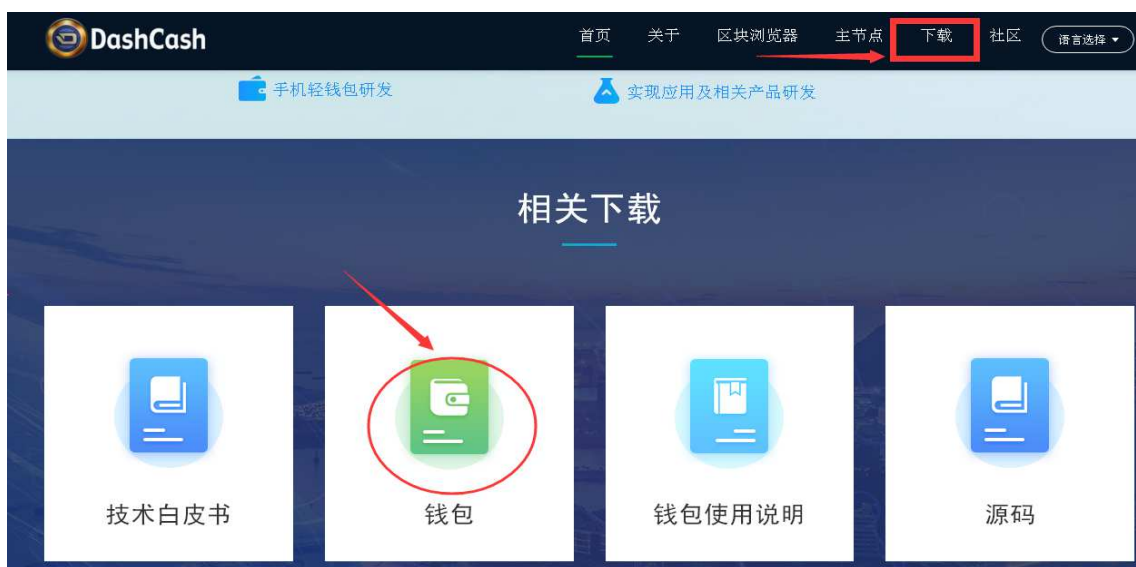 DashCash 首页 关于 区块浏览器 主节点 下载 社区 语言选择
手机轻钱包研发 实现应用及相关产品研发
相关下载
技术白皮书 钱包 钱包使用说明 源码